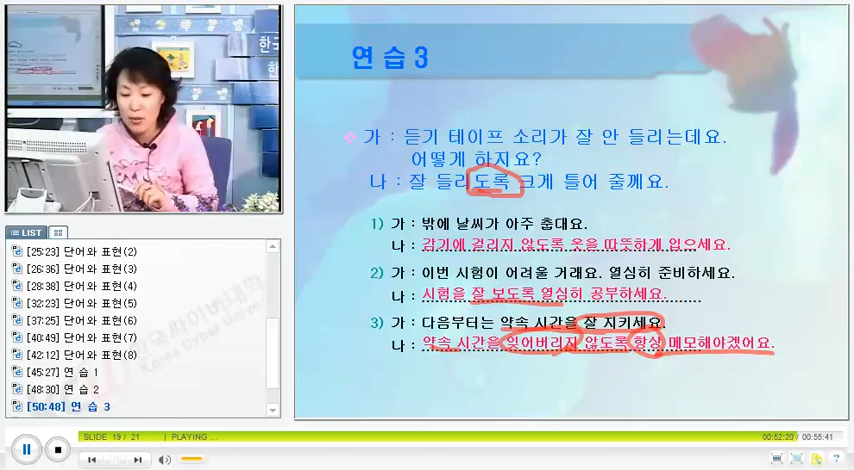 연 습 3
가 : 듣기 테이프 소리가 잘 안 들리는데요.
어떻게 하지요?
나 : 잘 들리도록 크게 틀어 줄께요.
1) 가 : 밖에 날씨가 아주 춥대요.
나 : 감기에 걸리지 않도록 옷을 따뜻하게 입으세요.
2) 가 : 이번 시험이 어려울 거래요. 열심히 준비하세요.
나 : 시험을 잘 보도록 열심히 공부하세요.
3) 가 : 다음부터는 약속 시간을 잘 지키세요.
나 : 약속 시간을 잊어버리지 않도록 항상 메모해야겠어요.
LIST
[25:23] 단어와 표현(2)
[26:36] 단어와 표현(3)
[28:38] 단어와 표현(4)
[32:23] 단어와 표현(5)
[37:25] 단어와 표현(6)
[40:49] 단어와 표현(7)
[42:12] 단어와 표현(8)
[45:27] 연 습 1
[48:30] 연 습 2
[50:48] 연 습 3
SLIDE 19 / 21 | PLAYING ...
00:52:20 / 00:55:41